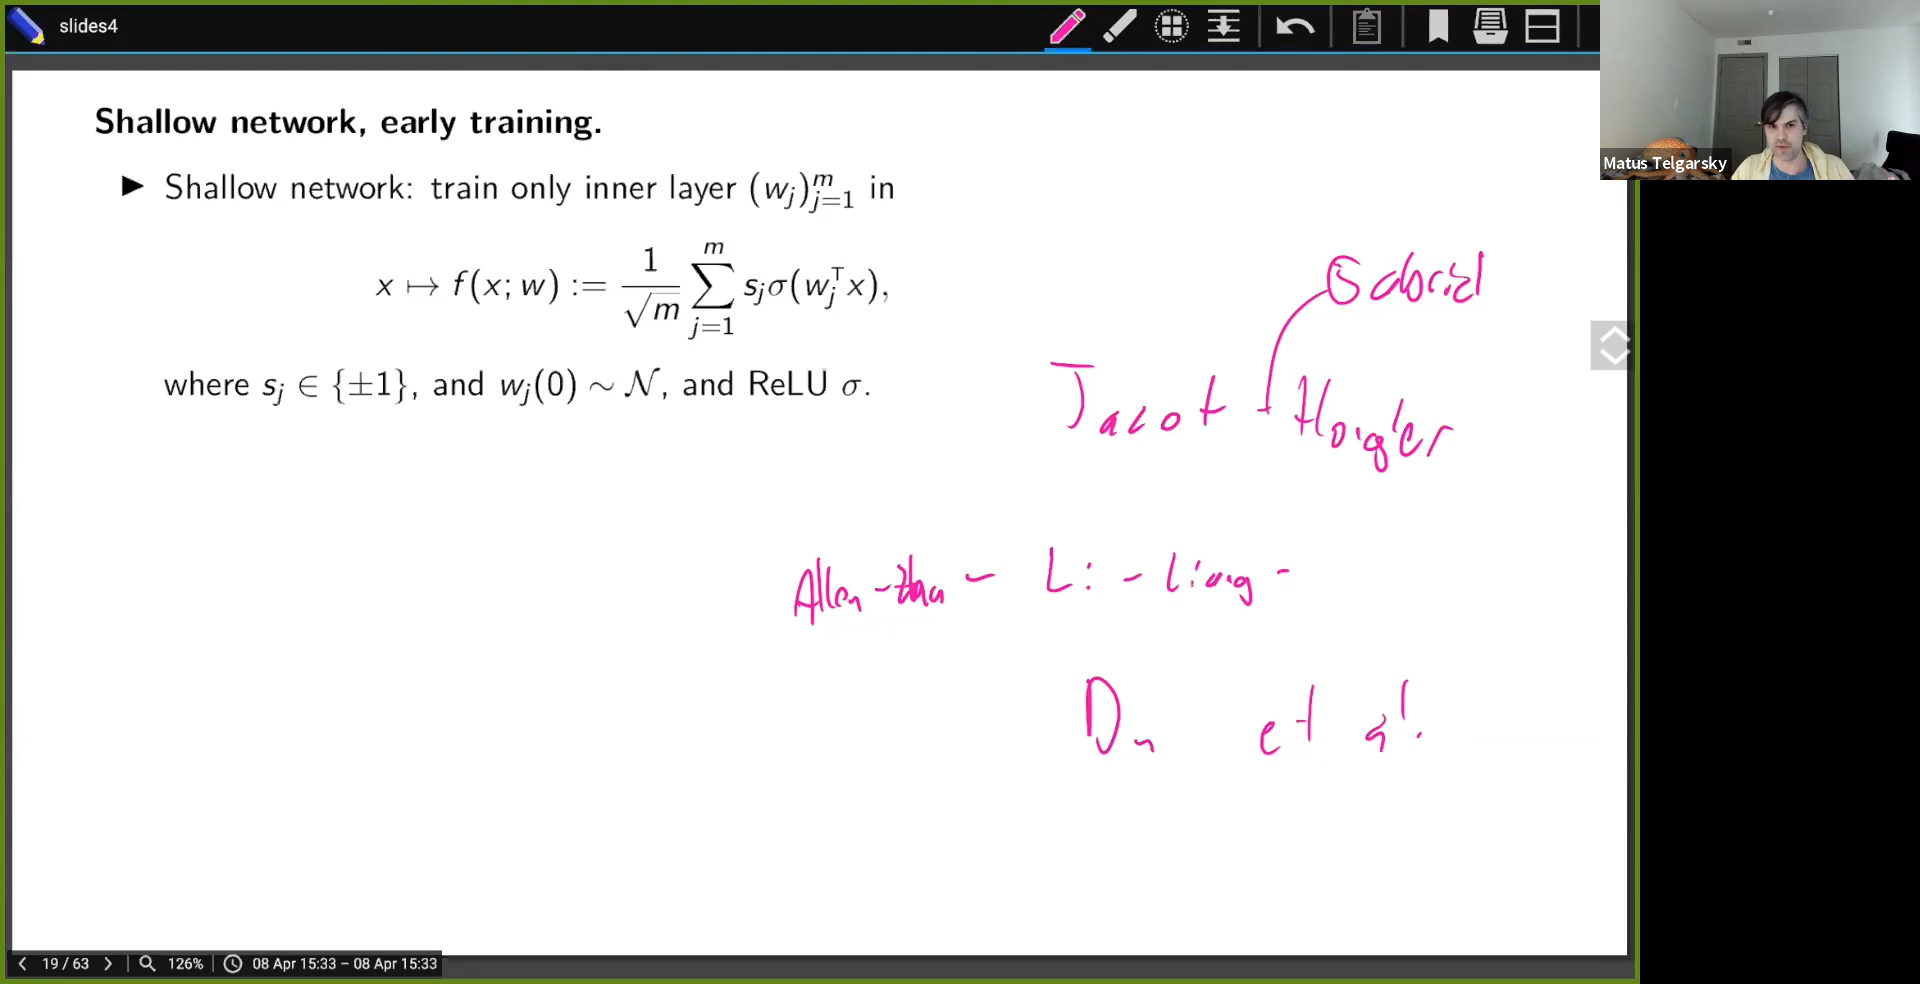 slides4
Matus Telgarsky
Shallow network, early training.
▶ Shallow network: train only inner layer (w_j)_{j=1}^m in
x ↦ f(x; w) := 1/√m ∑_{j=1}^m s_jσ(w_j^⊤x),
where s_j ∈ {±1}, and w_j(0) ∼ 𝒩, and ReLU σ.
Gabriel
Jacot - Hongler
Allen-Zhu - Li - Liang -
Du et al.
19 / 63
126%
08 Apr 15:33 – 08 Apr 15:33